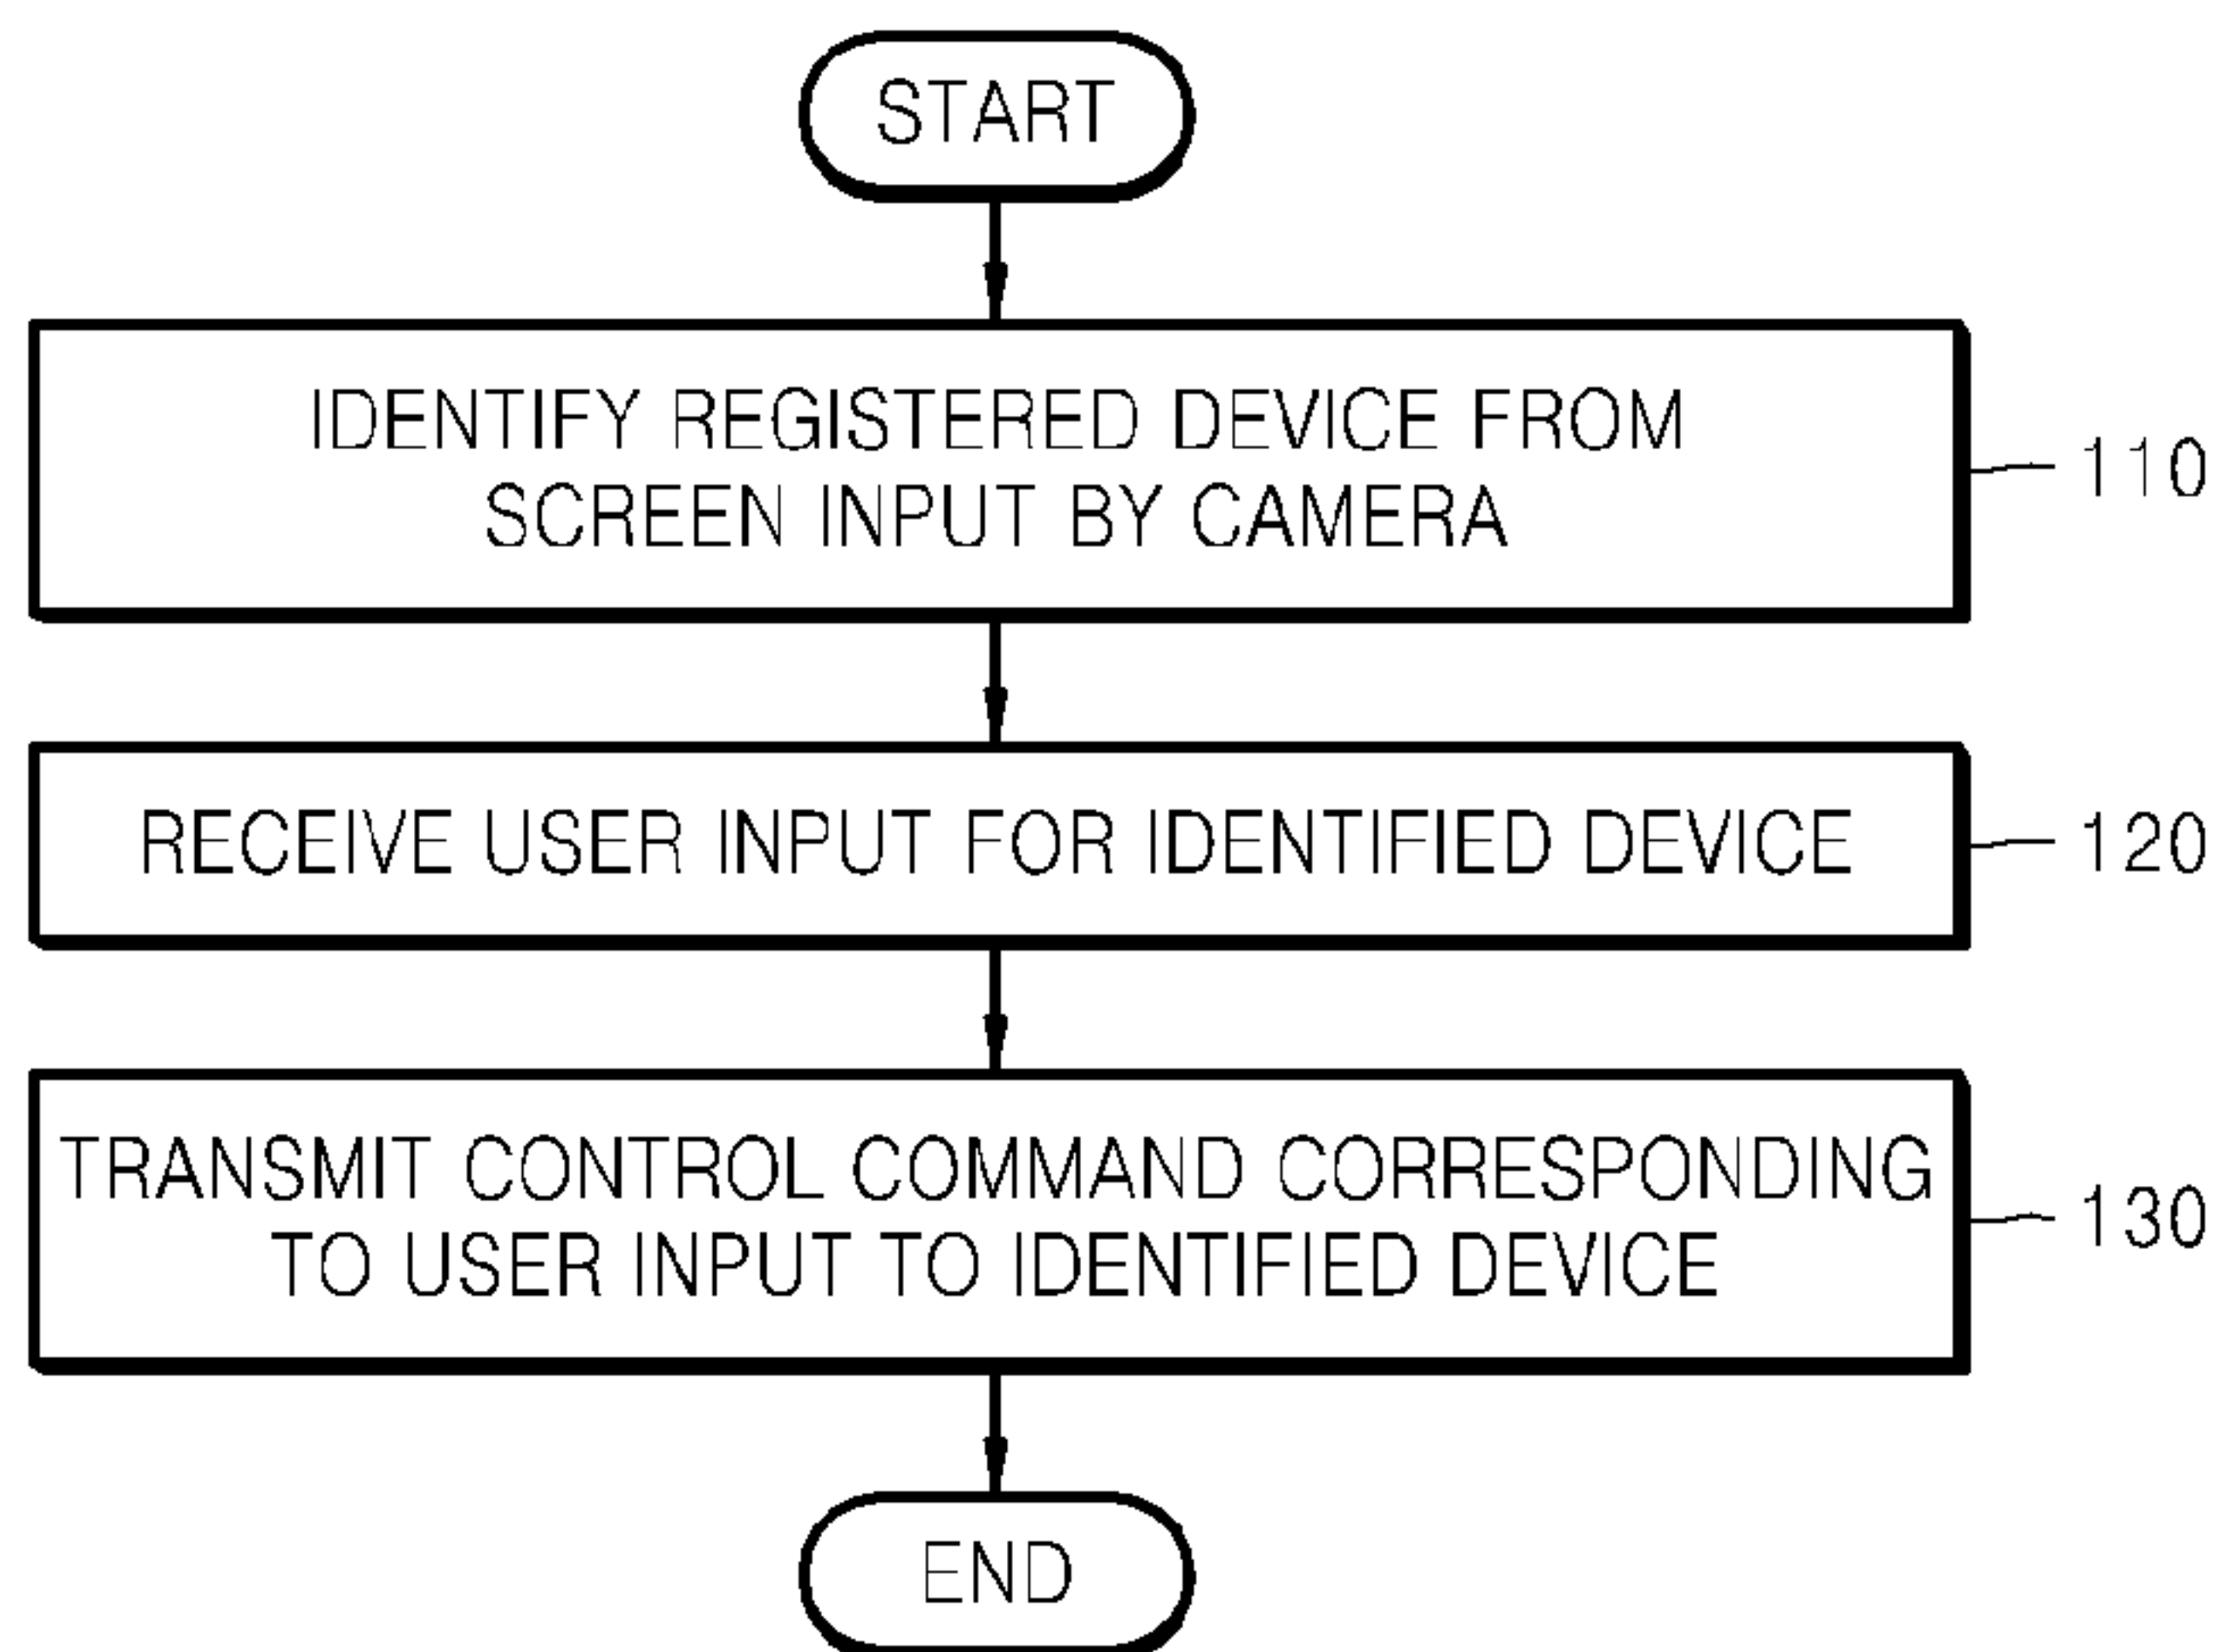 START
IDENTIFY REGISTERED DEVICE FROM
SCREEN INPUT BY CAMERA
110
RECEIVE USER INPUT FOR IDENTIFIED DEVICE
120
TRANSMIT CONTROL COMMAND CORRESPONDING
TO USER INPUT TO IDENTIFIED DEVICE
130
END